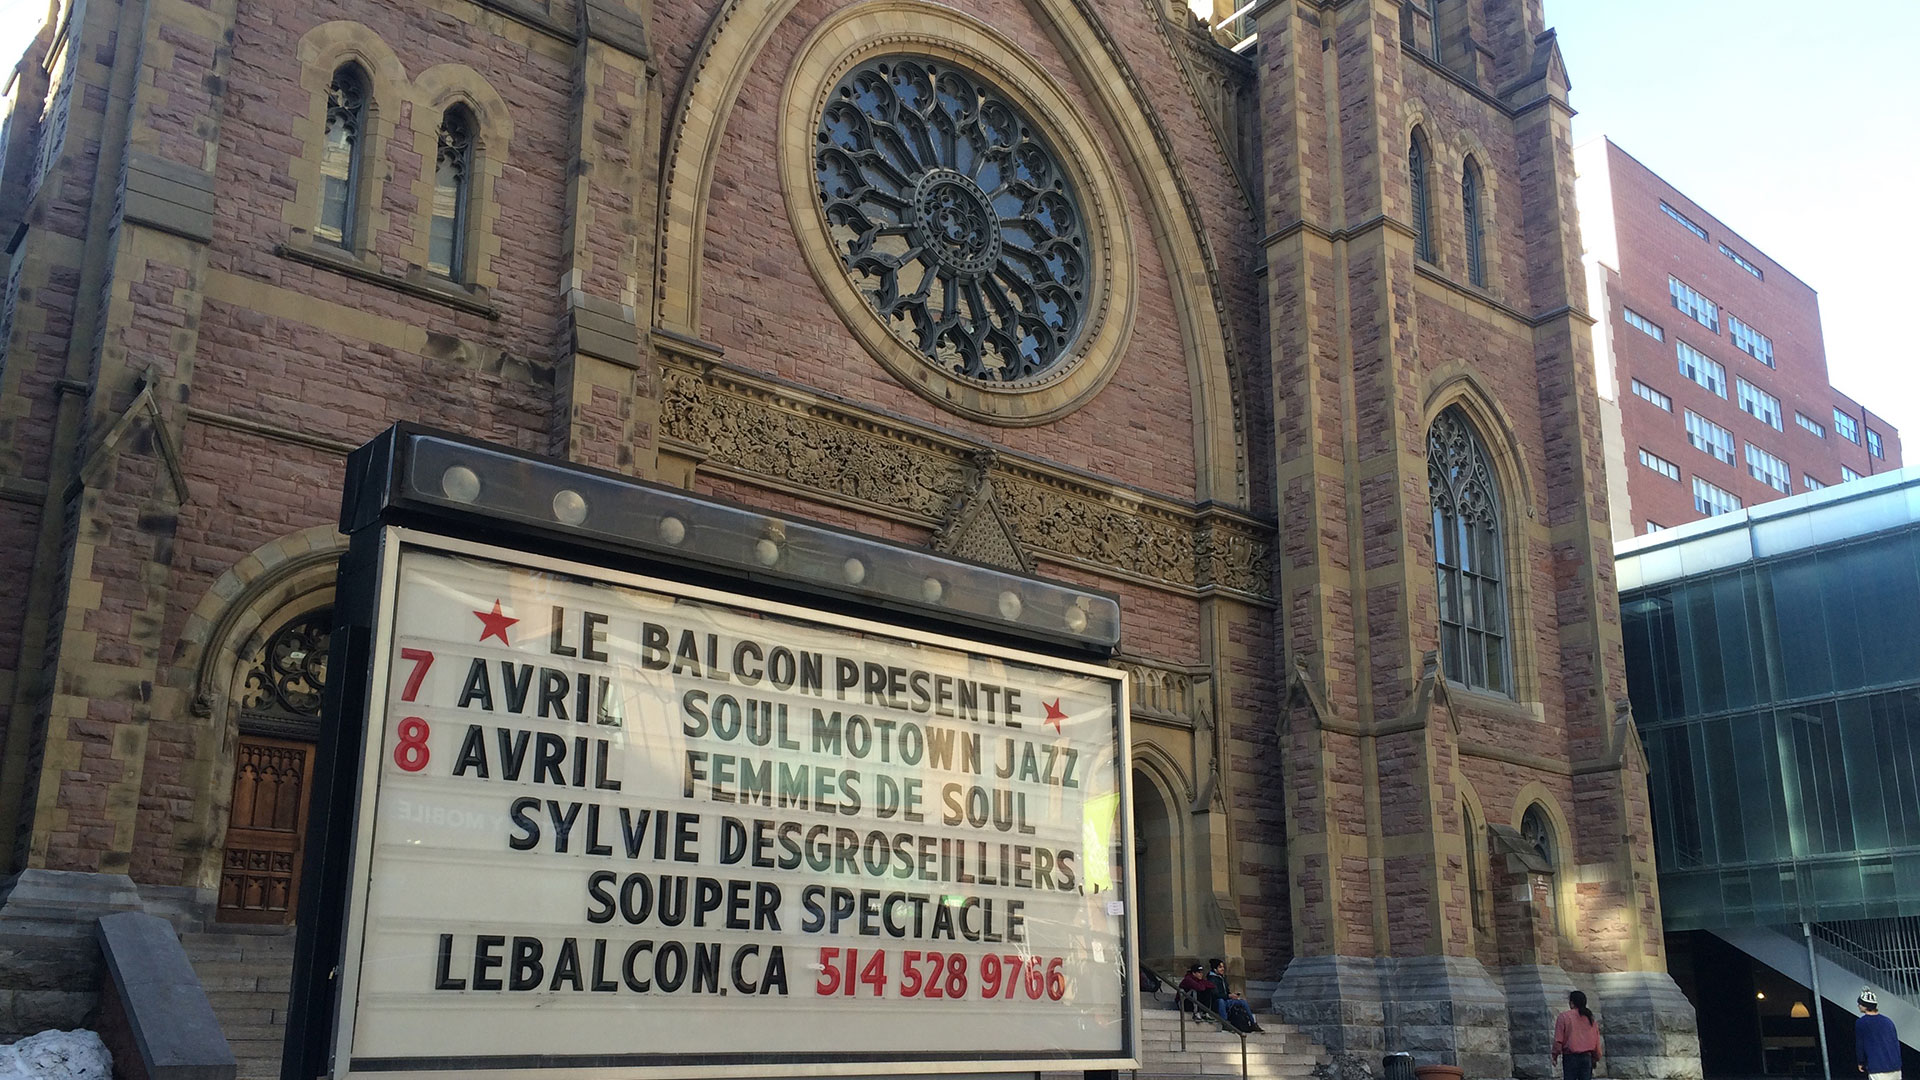 LE BALCON PRESENTE
7 AVRIL SOUL MOTOWN JAZZ
8 AVRIL FEMMES DE SOUL
SYLVIE DESGROSEILLIERS,..
SOUPER SPECTACLE
LEBALCON.CA 514 528 9766